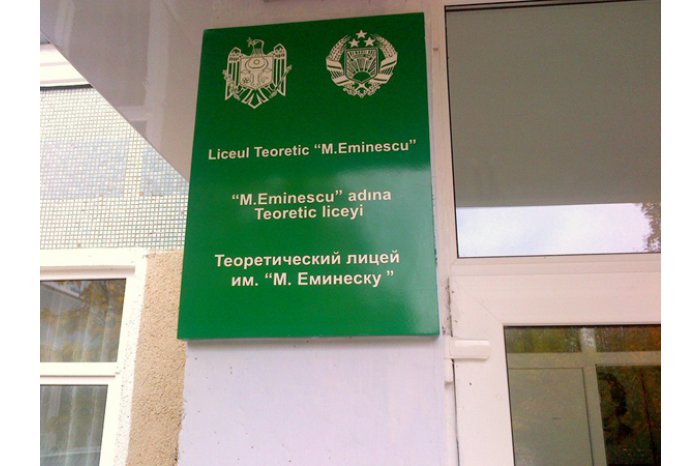 Liceul Teoretic “M.Eminescu”
“M.Eminescu” adına
Teoretic liceyi
Теоретический лицей
им. “М. Еминеску ”